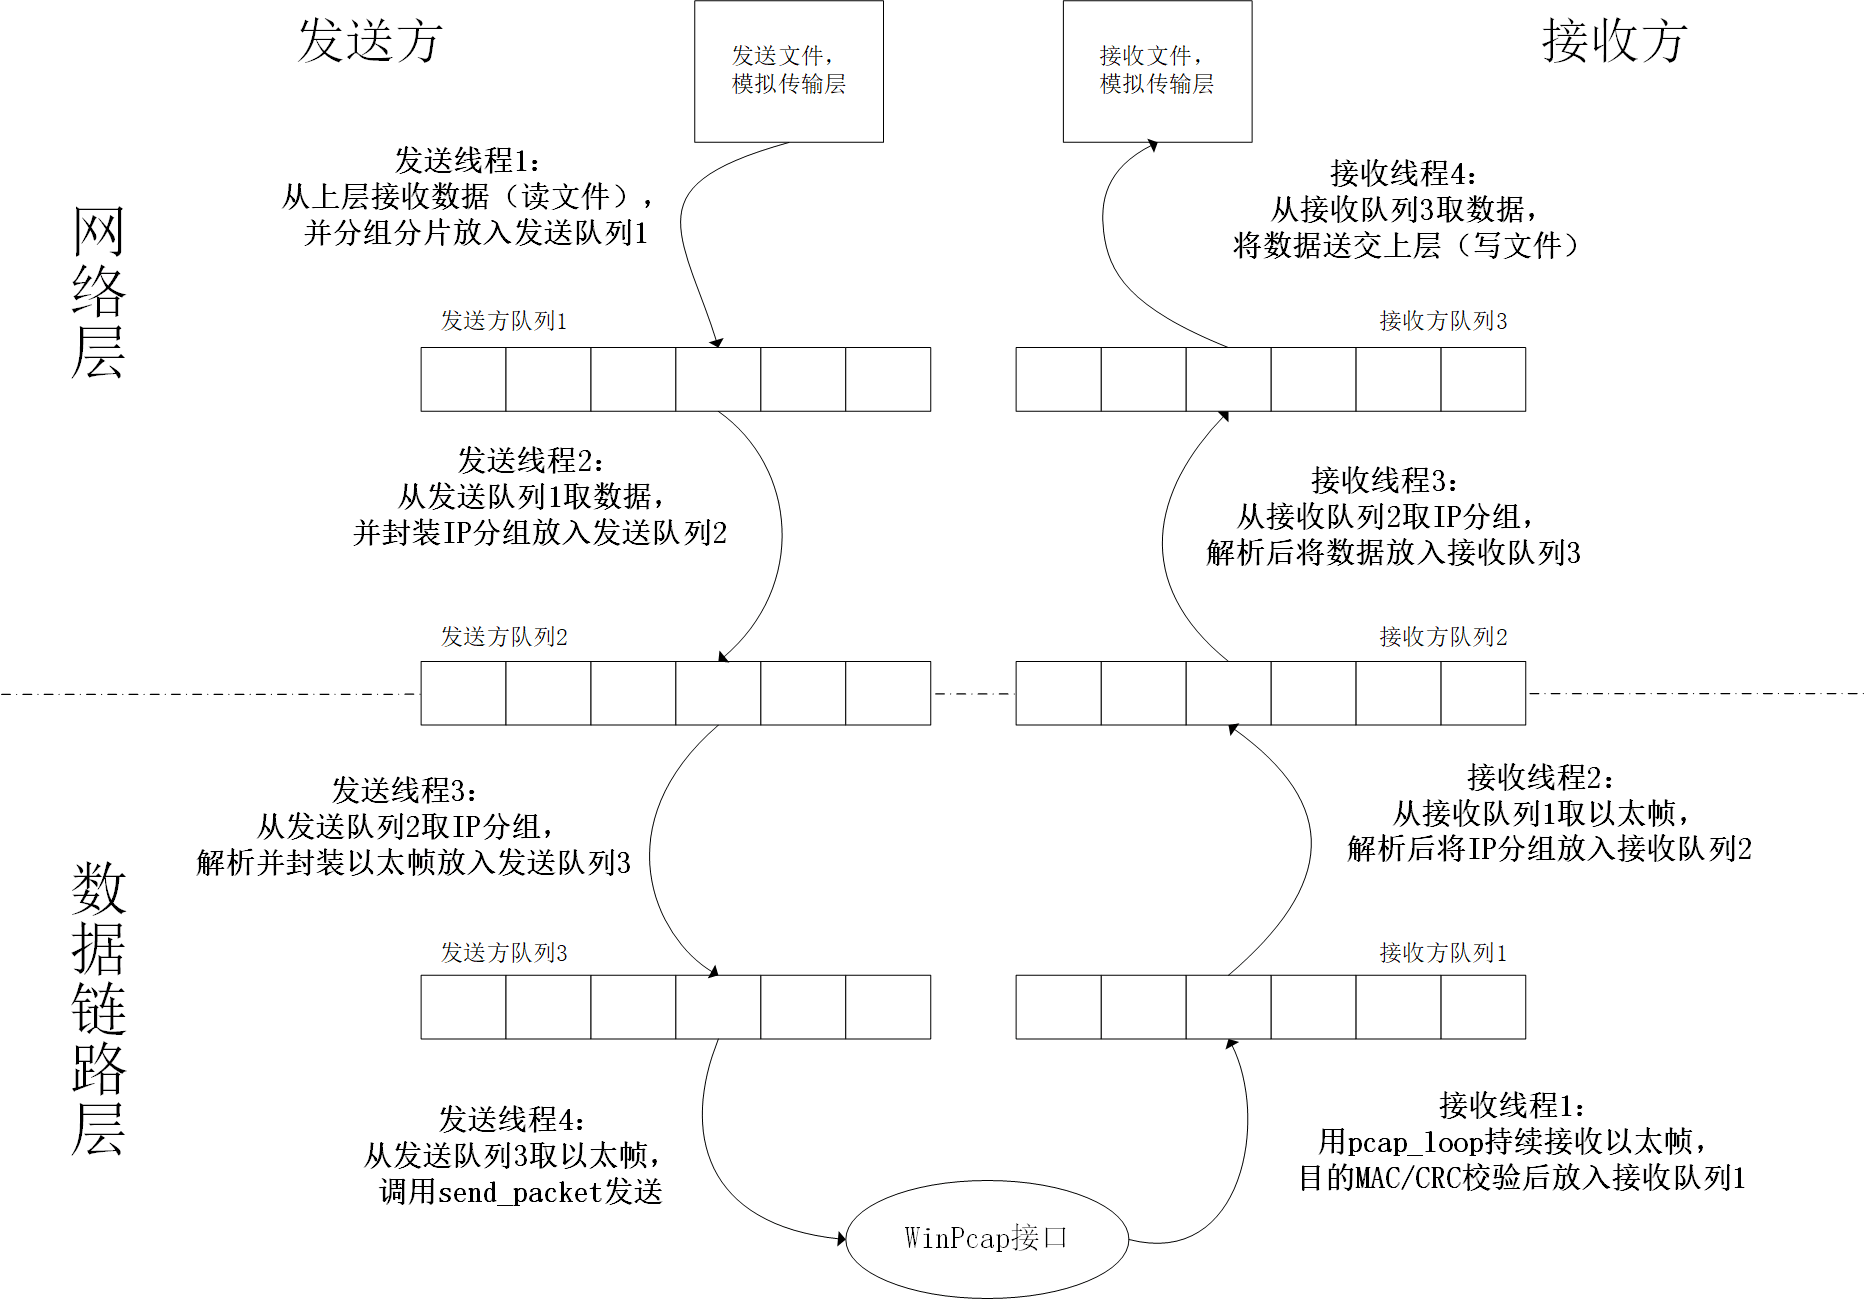 发送方
接收方
发送文件，
模拟传输层
接收文件，
模拟传输层
网络层
发送线程1：
从上层接收数据（读文件），
并分组分片放入发送队列1
接收线程4：
从接收队列3取数据，
将数据送交上层（写文件）
发送方队列1
接收方队列3
发送线程2：
从发送队列1取数据，
并封装IP分组放入发送队列2
接收线程3：
从接收队列2取IP分组，
解析后将数据放入接收队列3
发送方队列2
接收方队列2
数据链路层
发送线程3：
从发送队列2取IP分组，
解析并封装以太帧放入发送队列3
接收线程2：
从接收队列1取以太帧，
解析后将IP分组放入接收队列2
发送方队列3
接收方队列1
发送线程4：
从发送队列3取以太帧，
调用send_packet发送
接收线程1：
用pcap_loop持续接收以太帧，
目的MAC/CRC校验后放入接收队列1
WinPcap接口